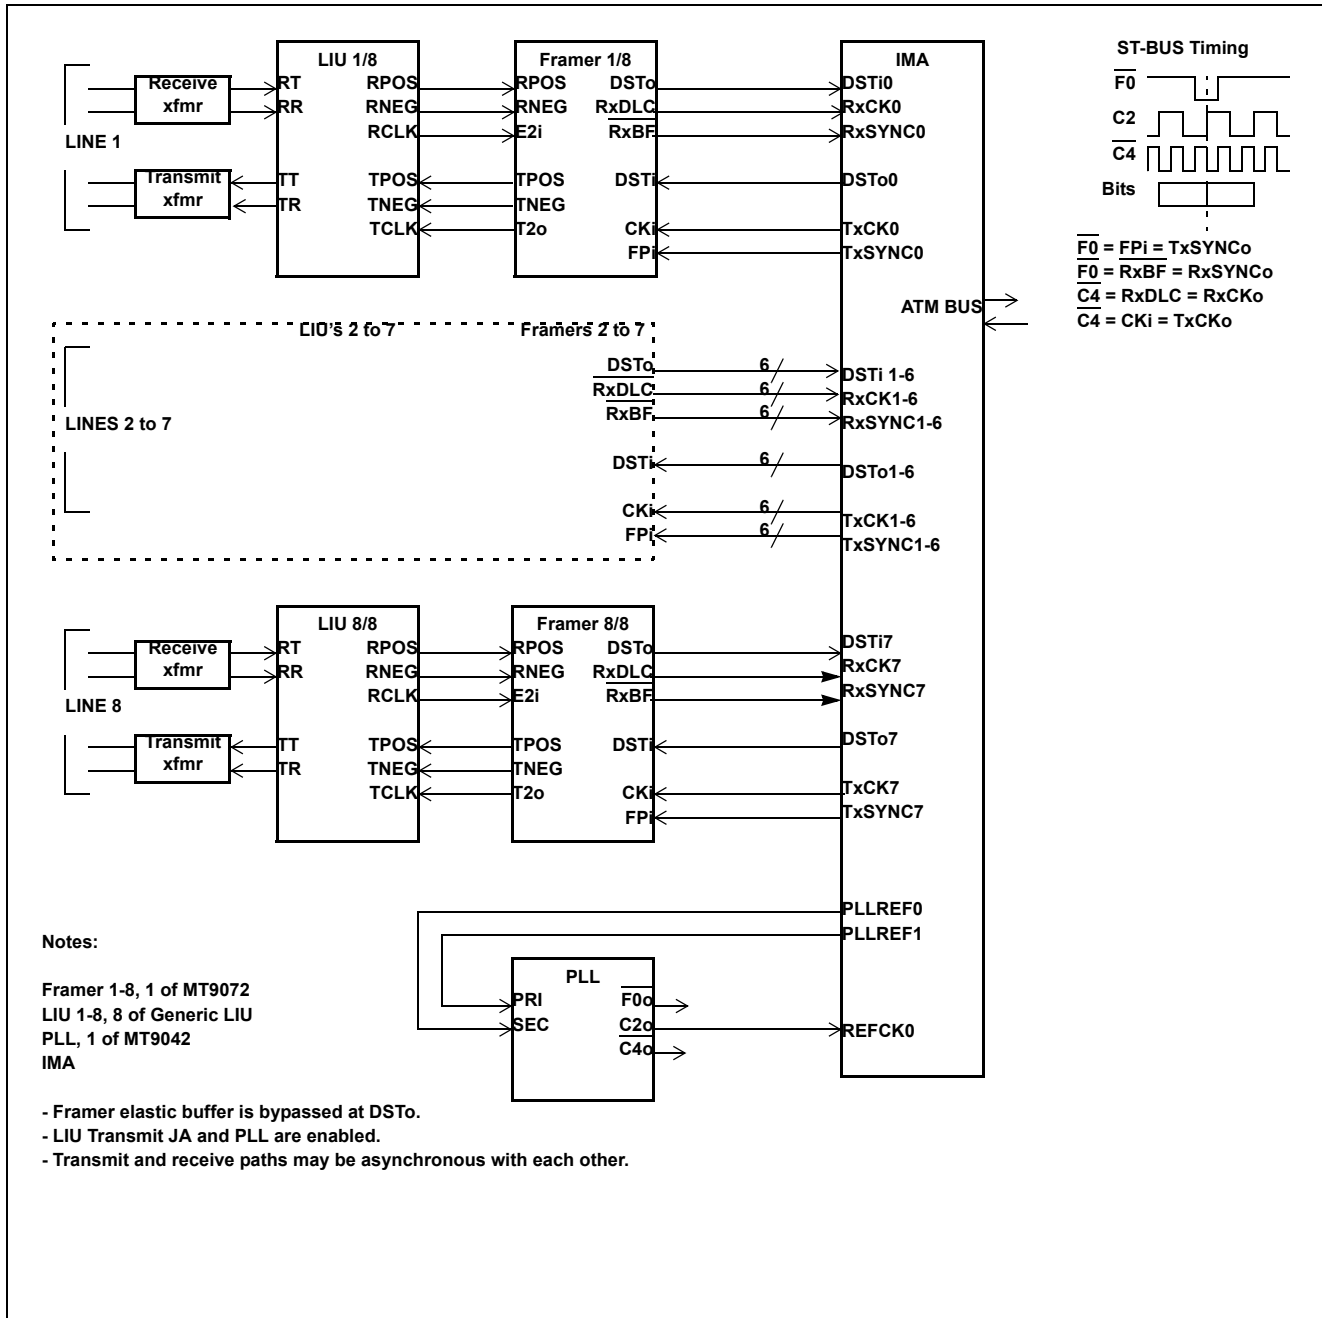 LIU 1/8
Framer 1/8
IMA
ST-BUS Timing
Receive
xfmr
RT
RR
RPOS
RNEG
RCLK
RPOS
RNEG
E2i
DSTo
RxDLC
RxBF
DSTi0
RxCK0
RxSYNC0
F0
C2
C4
Bits
LINE 1
Transmit
xfmr
TT
TR
TPOS
TNEG
TCLK
TPOS
TNEG
T2o
DSTi
CKi
FPi
DSTo0
TxCK0
TxSYNC0
F0 = FPi = TxSYNCo
F0 = RxBF = RxSYNCo
C4 = RxDLC = RxCKo
C4 = CKi = TxCKo
ATM BUS
LIU's 2 to 7
Framers 2 to 7
LINES 2 to 7
DSTo
RxDLC
RxBF
DSTi
CKi
FPi
6
6
6
6
6
6
DSTi 1-6
RxCK1-6
RxSYNC1-6
DSTo1-6
TxCK1-6
TxSYNC1-6
LIU 8/8
Framer 8/8
Receive
xfmr
RT
RR
RPOS
RNEG
RCLK
RPOS
RNEG
E2i
DSTo
RxDLC
RxBF
DSTi7
RxCK7
RxSYNC7
LINE 8
Transmit
xfmr
TT
TR
TPOS
TNEG
TCLK
TPOS
TNEG
T2o
DSTi
CKi
FPi
DSTo7
TxCK7
TxSYNC7
PLLREF0
PLLREF1
PLL
PRI
SEC
F0o
C2o
C4o
REFCK0
Notes:
Framer 1-8, 1 of MT9072
LIU 1-8, 8 of Generic LIU
PLL, 1 of MT9042
IMA
- Framer elastic buffer is bypassed at DSTo.
- LIU Transmit JA and PLL are enabled.
- Transmit and receive paths may be asynchronous with each other.